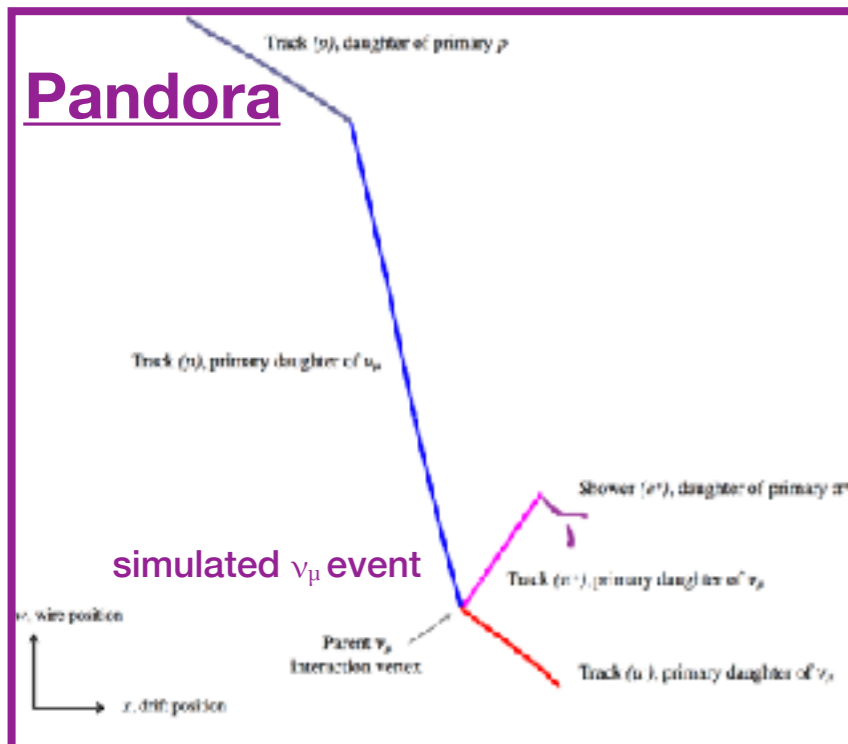 Track (p), daughter of primary p
Pandora
Track (p), primary daughter of νμ
Shower (e⁺), daughter of primary π⁺
simulated νμ event
Track (π⁺), primary daughter of νμ
w, wire position
Parent νμ
interaction vertex
Track (μ⁻), primary daughter of νμ
x, drift position